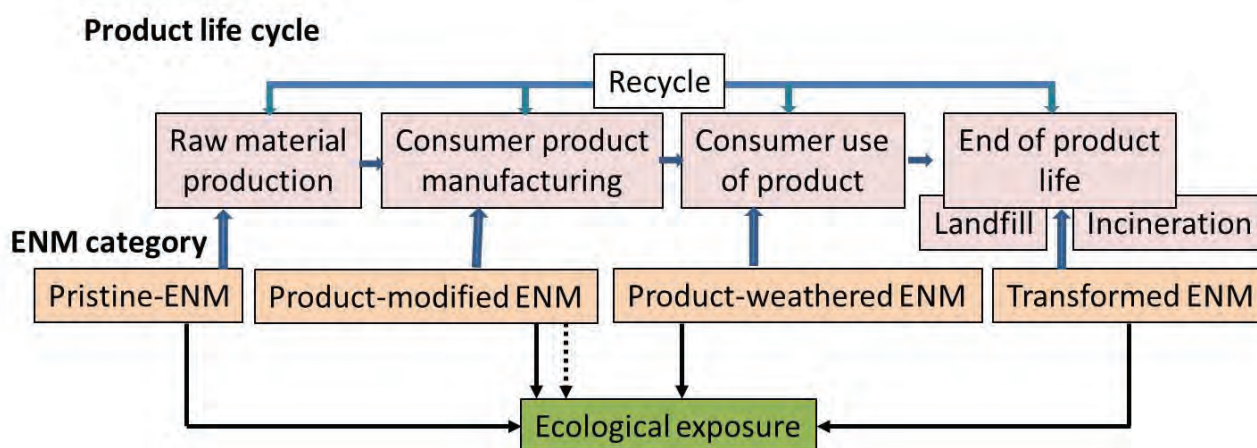 Product life cycle
Recycle
Raw material
production
Consumer product
manufacturing
Consumer use
of product
End of product
life
Landfill
Incineration
ENM category
Pristine-ENM
Product-modified ENM
Product-weathered ENM
Transformed ENM
Ecological exposure